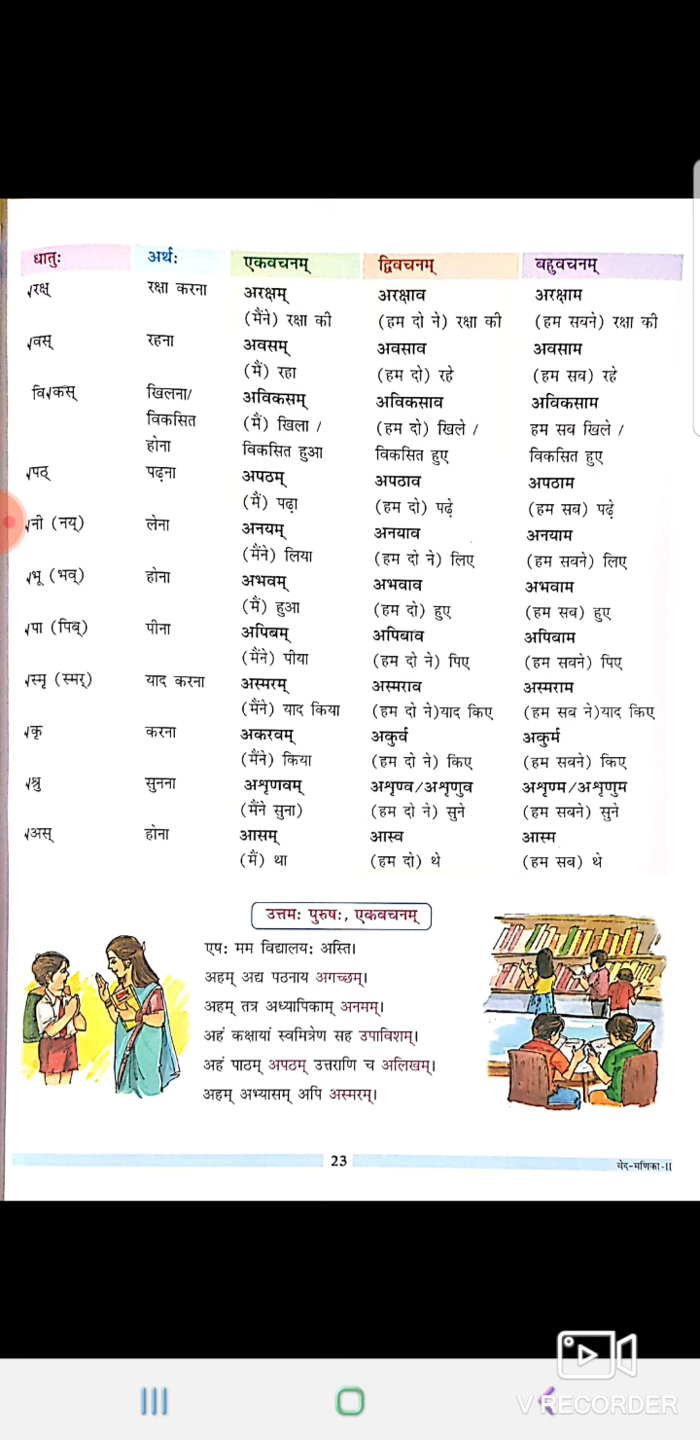 धातुः अर्थः एकवचनम् द्विवचनम् बहुवचनम्
√रक्ष् रक्षा करना अरक्षम् अरक्षाव अरक्षाम
(मैंने) रक्षा की (हम दो ने) रक्षा की (हम सबने) रक्षा की
√वस् रहना अवसम् अवसाव अवसाम
(मैं) रहा (हम दो) रहे (हम सब) रहे
वि√कस् खिलना/ अविकसम् अविकसाव अविकसाम
विकसित (मैं) खिला / (हम दो) खिले / हम सब खिले /
होना विकसित हुआ विकसित हुए विकसित हुए
√पठ् पढ़ना अपठम् अपठाव अपठाम
(मैं) पढ़ा (हम दो) पढ़े (हम सब) पढ़े
√नी (नय्) लेना अनयम् अनयाव अनयाम
(मैंने) लिया (हम दो ने) लिए (हम सबने) लिए
√भू (भव्) होना अभवम् अभवाव अभवाम
(मैं) हुआ (हम दो) हुए (हम सब) हुए
√पा (पिब्) पीना अपिबम् अपिबाव अपिबाम
(मैंने) पीया (हम दो ने) पिए (हम सबने) पिए
√स्मृ (स्मर्) याद करना अस्मरम् अस्मराव अस्मराम
(मैंने) याद किया (हम दो ने)याद किए (हम सब ने)याद किए
√कृ करना अकरवम् अकुर्व अकुर्म
(मैंने) किया (हम दो ने) किए (हम सबने) किए
√श्रु सुनना अशृणवम् अशृण्व/अशृणुव अशृण्म/अशृणुम
(मैंने सुना) (हम दो ने) सुने (हम सबने) सुने
√अस् होना आसम् आस्व आस्म
(मैं) था (हम दो) थे (हम सब) थे
उत्तमः पुरुषः, एकवचनम्
एषः मम विद्यालयः अस्ति।
अहम् अद्य पठनाय अगच्छम्।
अहम् तत्र अध्यापिकाम् अनमम्।
अहं कक्षायां स्वमित्रेण सह उपाविशम्।
अहं पाठम् अपठम् उत्तराणि च अलिखम्।
अहम् अभ्यासम् अपि अस्मरम्।
23
वेद-मणिका-II
V RECORDER